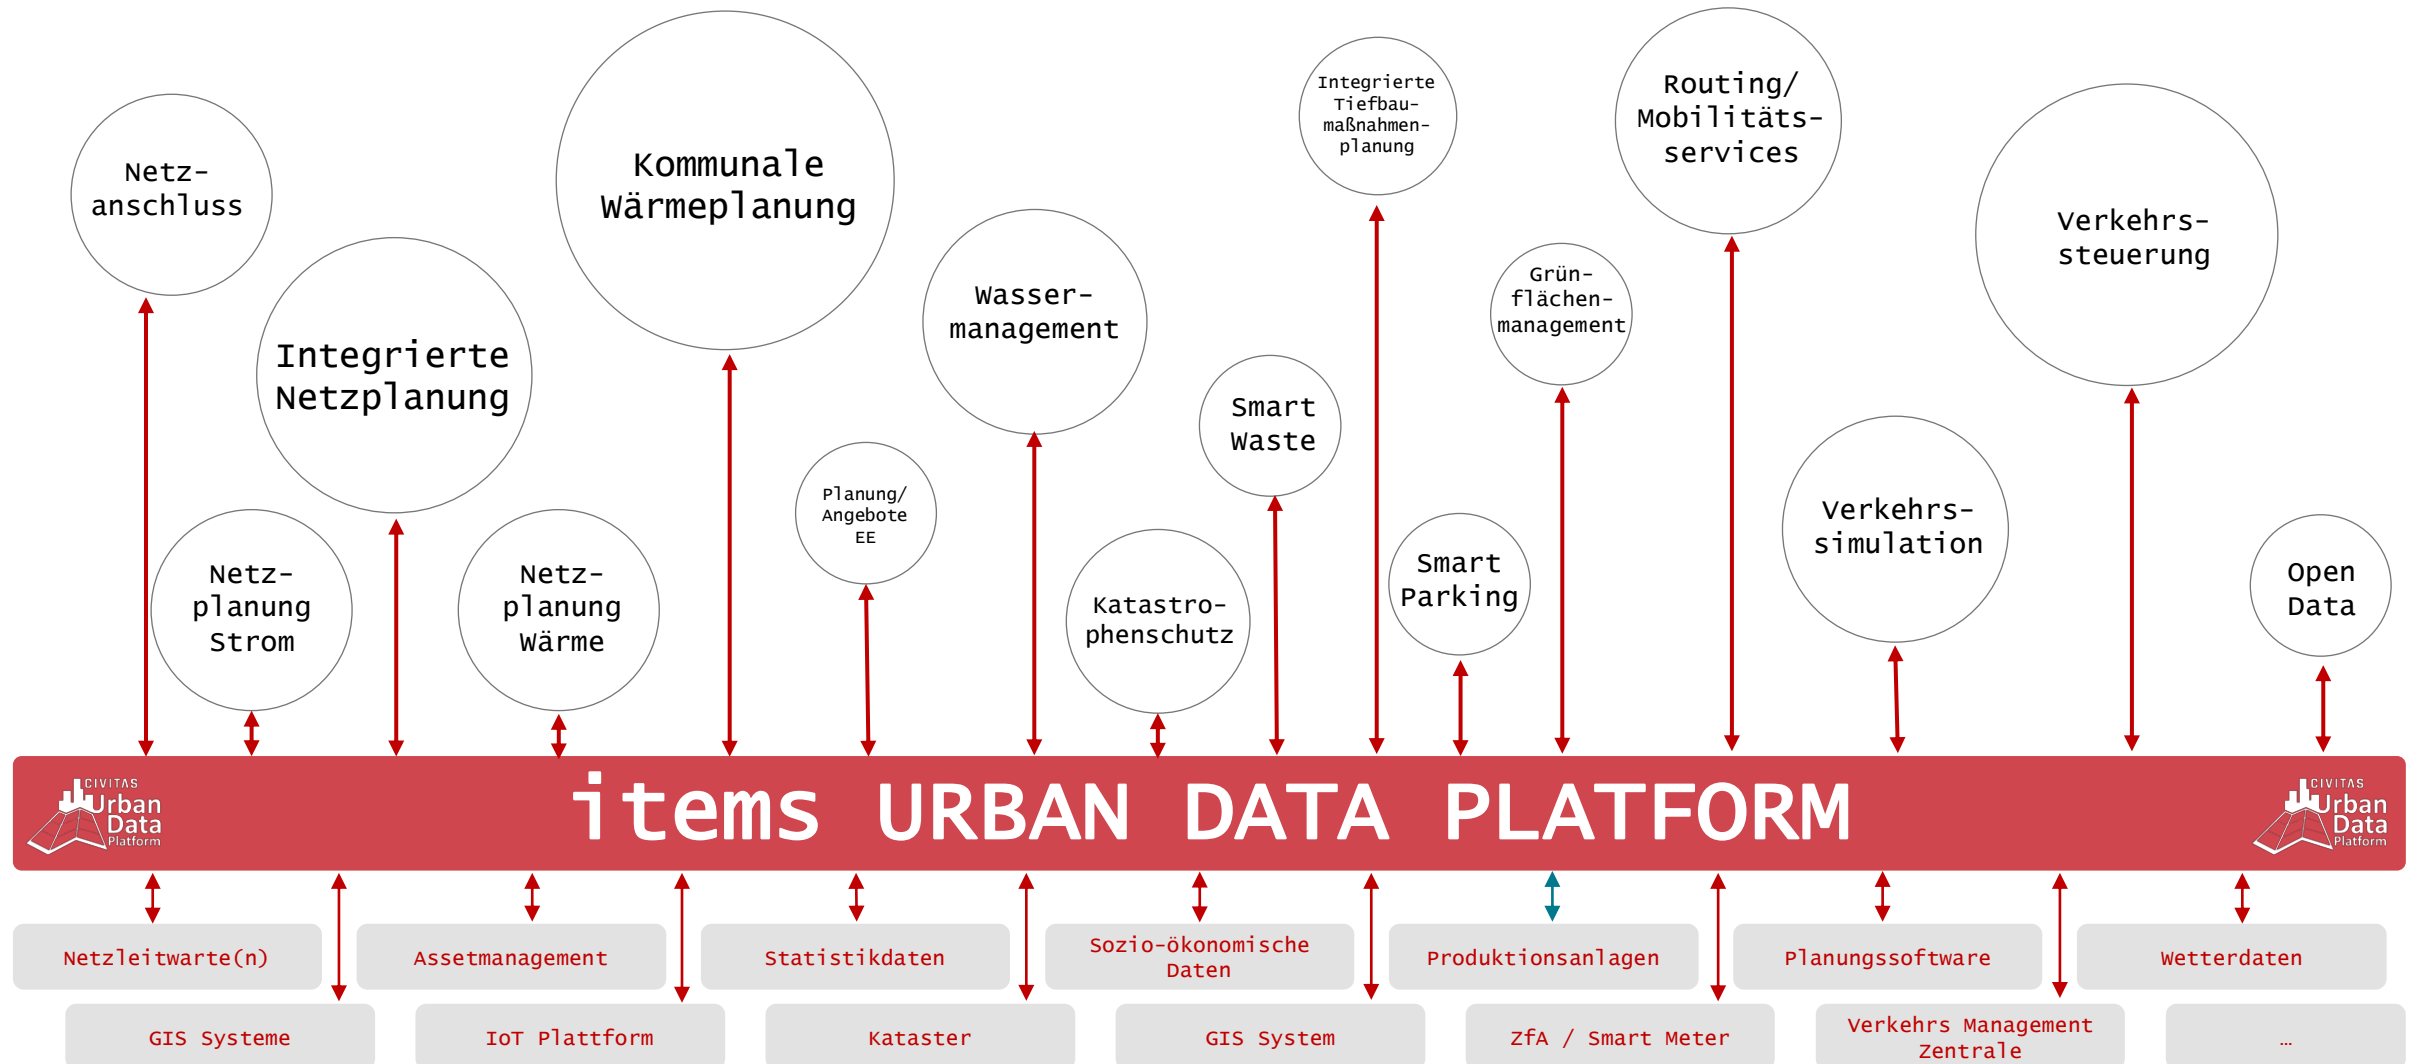 Netz-
anschluss
Integrierte
Netzplanung
Netz-
planung
Strom
Netz-
planung
Wärme
Kommunale
Wärmeplanung
Planung/
Angebote
EE
Wasser-
management
Katastro-
phenschutz
Smart
Waste
Integrierte
Tiefbau-
maßnahmen-
planung
Smart
Parking
Grün-
flächen-
management
Routing/
Mobilitäts-
services
Verkehrs-
simulation
Verkehrs-
steuerung
Open
Data
CIVITAS
Urban
Data
Platform
items URBAN DATA PLATFORM
CIVITAS
Urban
Data
Platform
Netzleitwarte(n)
Assetmanagement
Statistikdaten
Sozio-ökonomische
Daten
Produktionsanlagen
Planungssoftware
Wetterdaten
GIS Systeme
IoT Plattform
Kataster
GIS System
ZfA / Smart Meter
Verkehrs Management
Zentrale
…